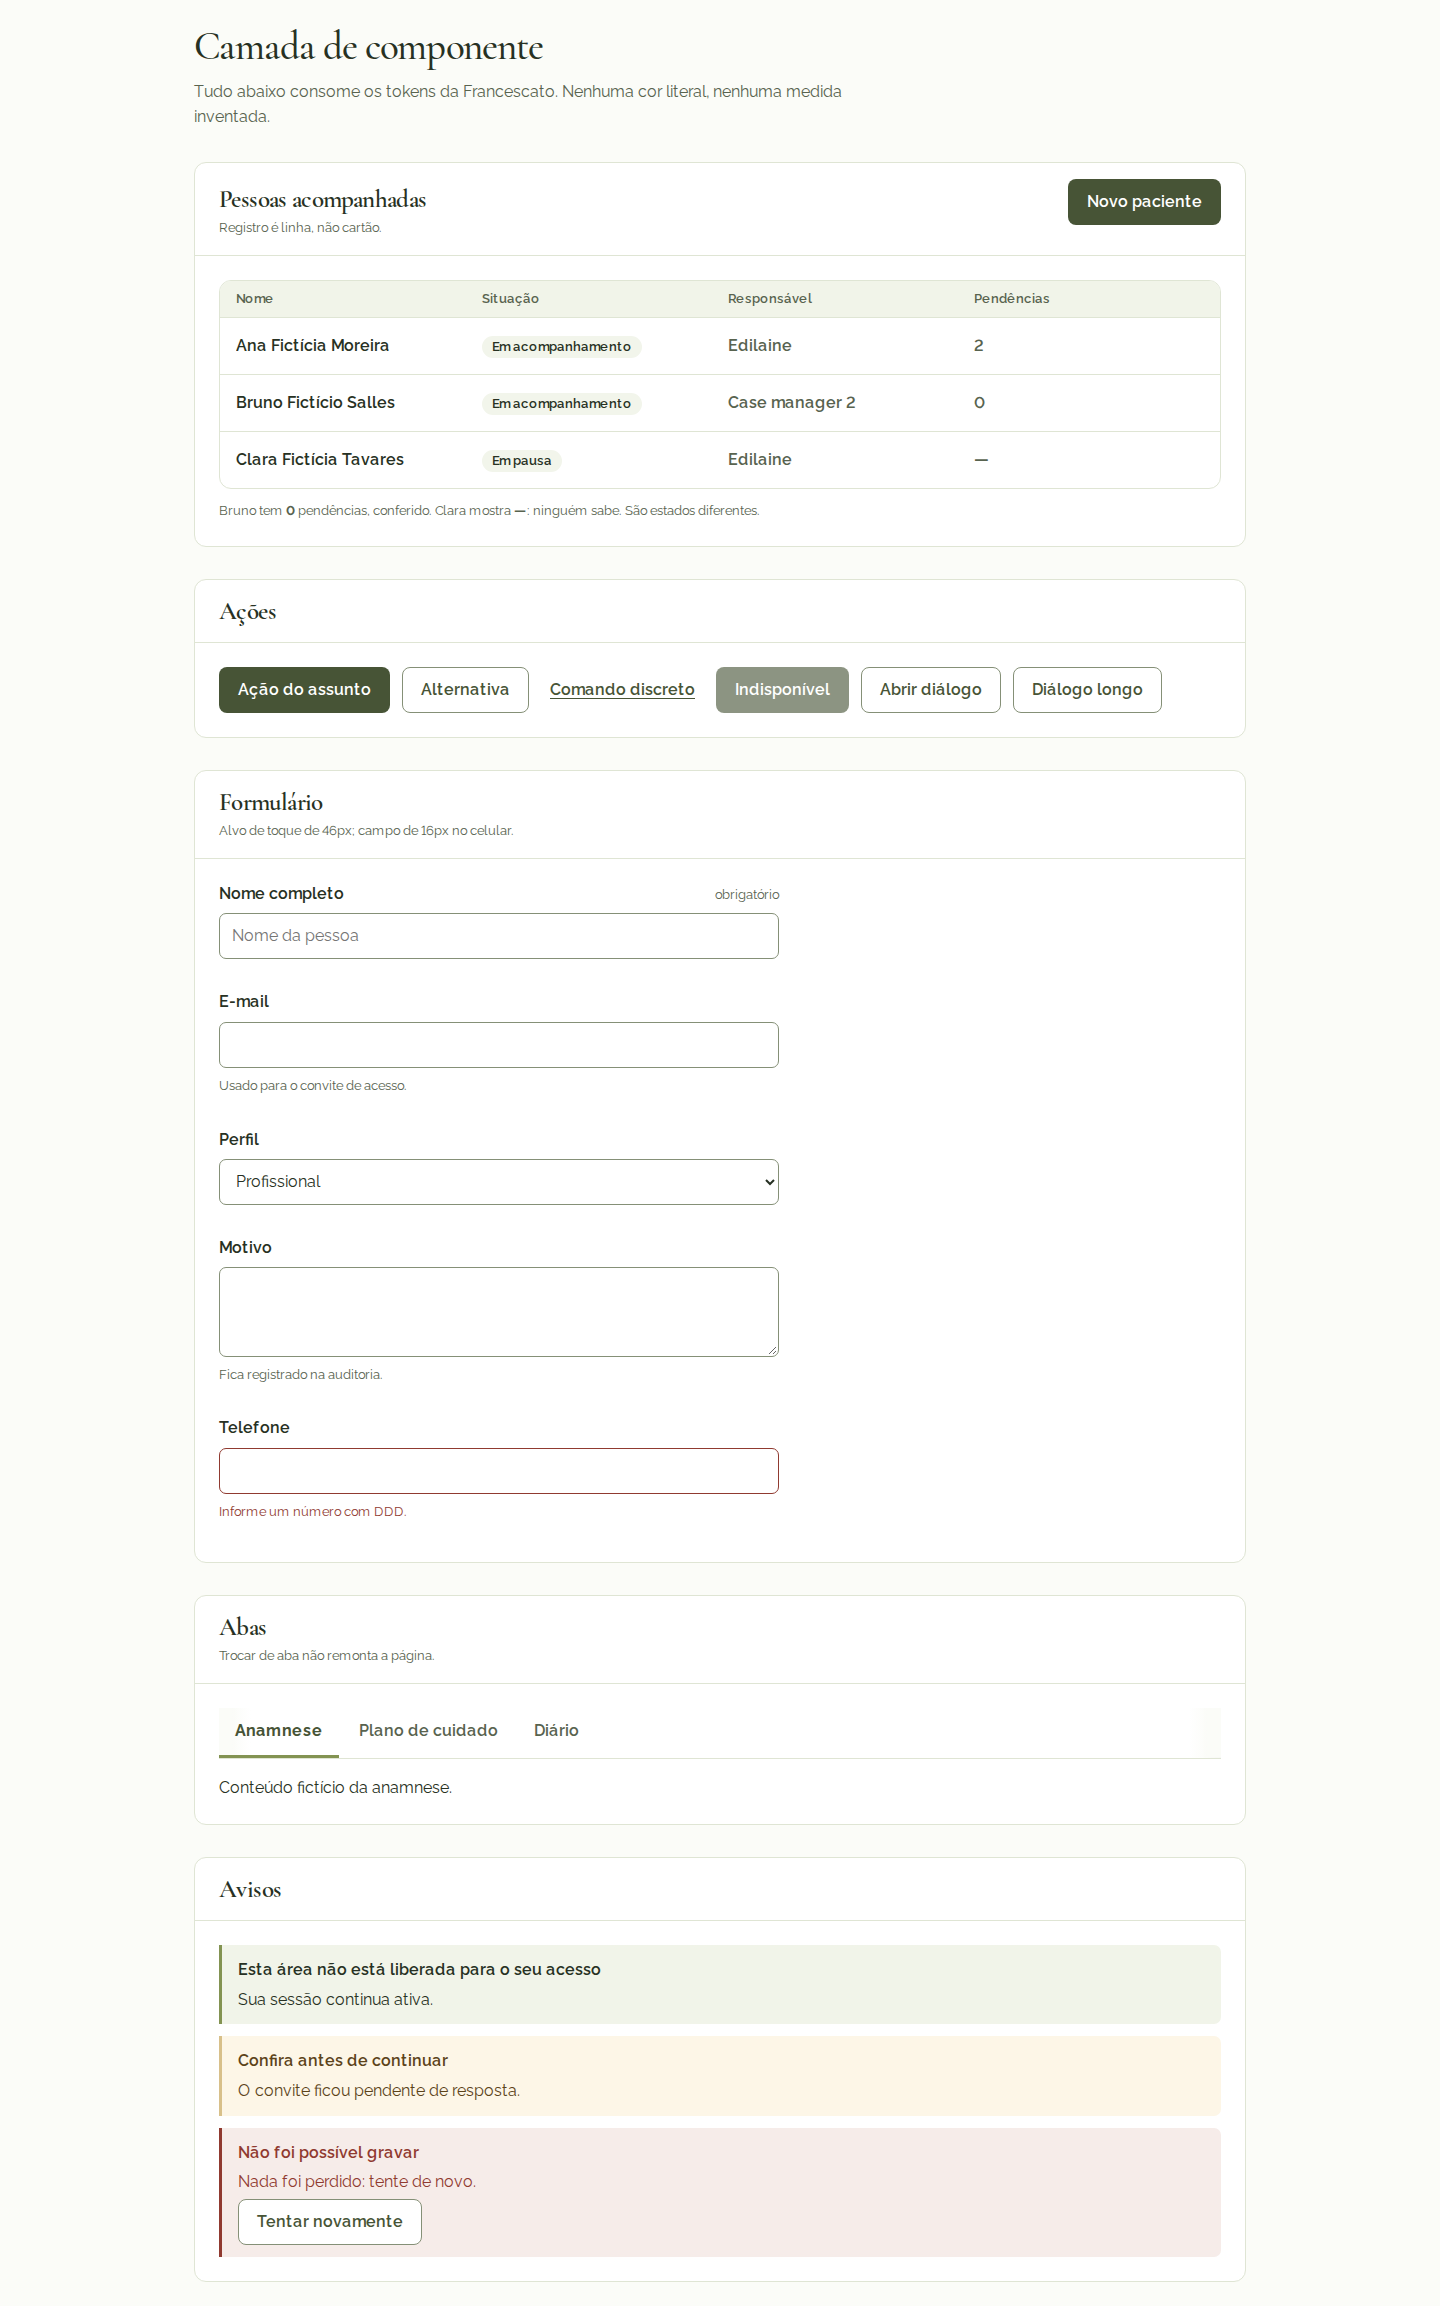 Camada de componente
Tudo abaixo consome os tokens da Francescato. Nenhuma cor literal, nenhuma medida
inventada.
Pessoas acompanhadas
Novo paciente
Registro é linha, não cartão.
Nome Situação Responsável Pendências
Ana Fictícia Moreira Em acompanhamento Edilaine 2
Bruno Fictício Salles Em acompanhamento Case manager 2 0
Clara Fictícia Tavares Em pausa Edilaine —
Bruno tem 0 pendências, conferido. Clara mostra —: ninguém sabe. São estados diferentes.
Ações
Ação do assunto Alternativa Comando discreto Indisponível Abrir diálogo Diálogo longo
Formulário
Alvo de toque de 46px; campo de 16px no celular.
Nome completo obrigatório
Nome da pessoa
E-mail
Usado para o convite de acesso.
Perfil
Profissional
Motivo
Fica registrado na auditoria.
Telefone
Informe um número com DDD.
Abas
Trocar de aba não remonta a página.
Anamnese Plano de cuidado Diário
Conteúdo fictício da anamnese.
Avisos
Esta área não está liberada para o seu acesso
Sua sessão continua ativa.
Confira antes de continuar
O convite ficou pendente de resposta.
Não foi possível gravar
Nada foi perdido: tente de novo.
Tentar novamente